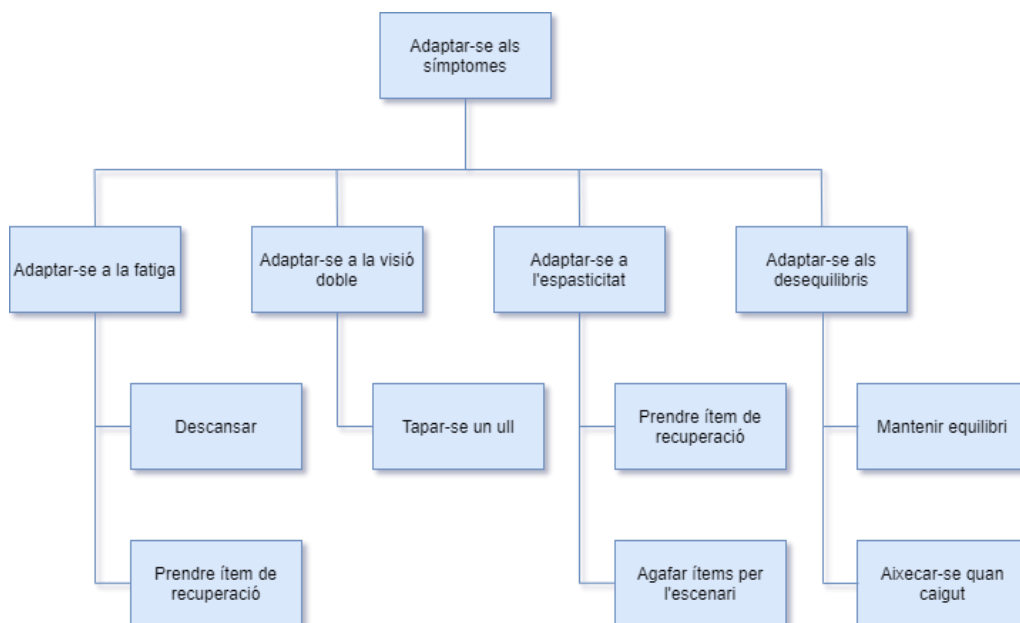 Adaptar-se als
símptomes
Adaptar-se a la fatiga
Adaptar-se a la visió
doble
Adaptar-se a
l'espasticitat
Adaptar-se als
desequilibris
Descansar
Tapar-se un ull
Prendre ítem de
recuperació
Mantenir equilibri
Prendre ítem de
recuperació
Agafar ítems per
l'escenari
Aixecar-se quan
caigut